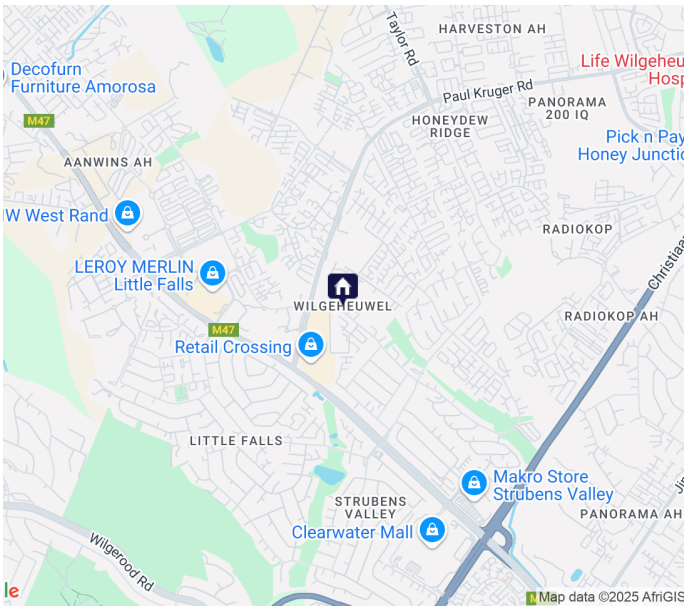 HARVESTON AH
Taylor Rd
Life Wilgeheu
Hosp
Decofurn
Furniture Amorosa
Paul Kruger Rd
PANORAMA
200 IQ
M47
HONEYDEW
RIDGE
Pick n Pay
Honey Junctio
AANWINS AH
W West Rand
RADIOKOP
Christiaan
LEROY MERLIN
Little Falls
WILGEHEUWEL
RADIOKOP AH
M47
Retail Crossing
LITTLE FALLS
Makro Store
Strubens Valley
STRUBENS
VALLEY
PANORAMA AH
Clearwater Mall
Wilgerood Rd
Map data ©2025 AfriGIS